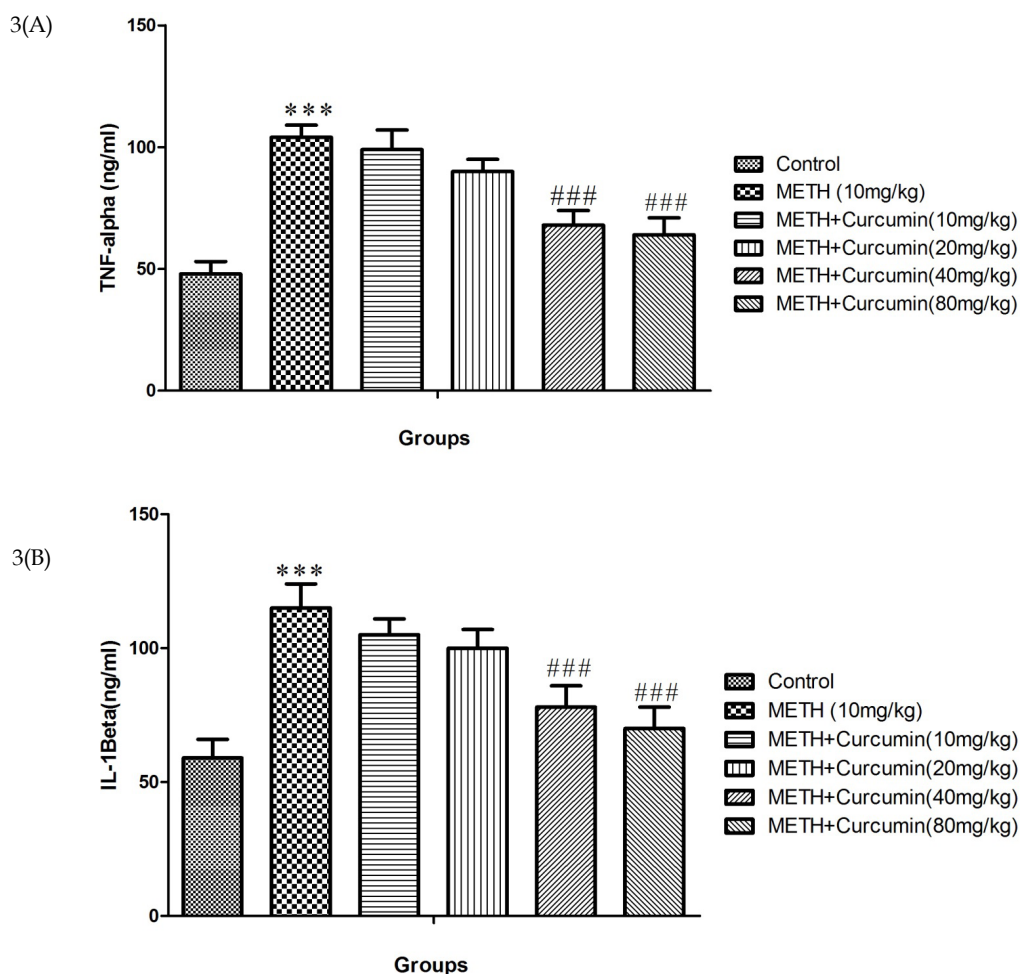 3(A)
150
100
50
0
TNF-alpha (ng/ml)
***
###
###
Groups
Control
METH (10mg/kg)
METH+Curcumin(10mg/kg)
METH+Curcumin(20mg/kg)
METH+Curcumin(40mg/kg)
METH+Curcumin(80mg/kg)
3(B)
150
100
50
0
IL-1Beta(ng/ml)
***
###
###
Groups
Control
METH (10mg/kg)
METH+Curcumin(10mg/kg)
METH+Curcumin(20mg/kg)
METH+Curcumin(40mg/kg)
METH+Curcumin(80mg/kg)